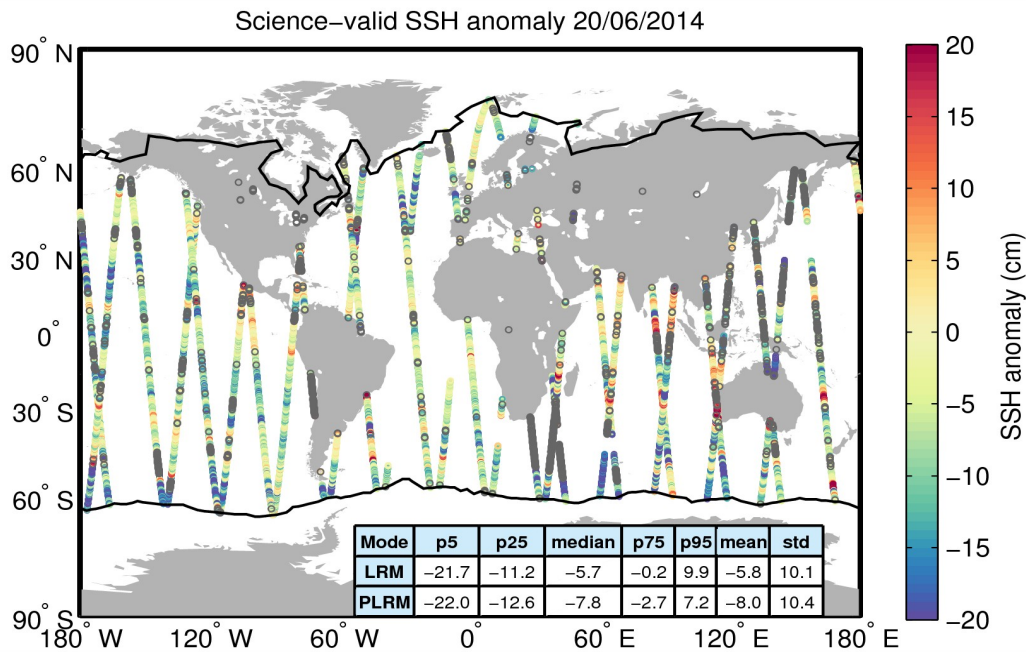 Science−valid SSH anomaly 20/06/2014
90° N
60° N
30° N
0°
30° S
60° S
90° S
180° W 120° W 60° W 0° 60° E 120° E 180° E
Mode p5 p25 median p75 p95 mean std
LRM −21.7 −11.2 −5.7 −0.2 9.9 −5.8 10.1
PLRM −22.0 −12.6 −7.8 −2.7 7.2 −8.0 10.4
20
15
10
5
0
−5
−10
−15
−20
SSH anomaly (cm)